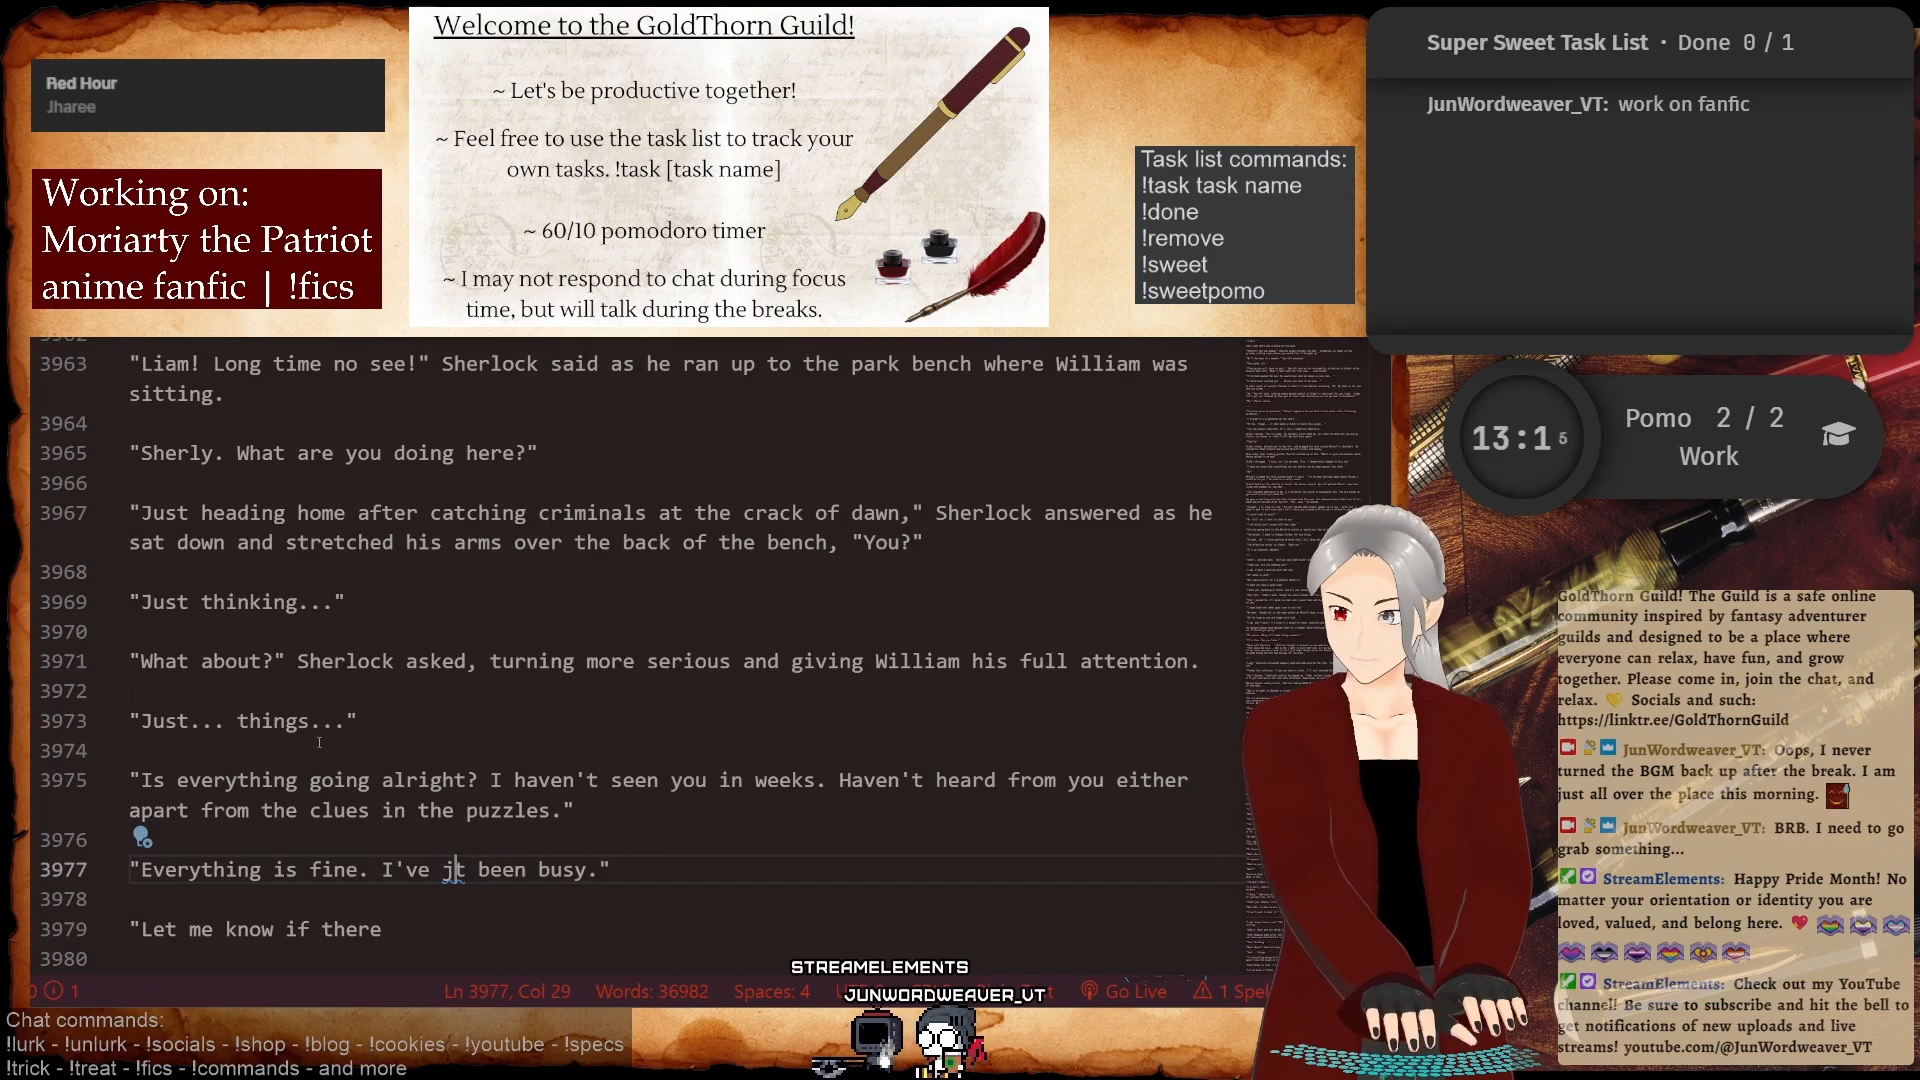 Red Hour
Jharee
Working on:
Moriarty the Patriot
anime fanfic | !fics
Welcome to the GoldThorn Guild!
~ Let's be productive together!
~ Feel free to use the task list to track your
own tasks. !task [task name]
~ 60/10 pomodoro timer
~ I may not respond to chat during focus
time, but will talk during the breaks.
Task list commands:
!task task name
!done
!remove
!sweet
!sweetpomo
Super Sweet Task List · Done 0 / 1
JunWordweaver_VT: work on fanfic
13:15
Pomo 2 / 2
Work
3963 "Liam! Long time no see!" Sherlock said as he ran up to the park bench where William was
sitting.
3964
3965 "Sherly. What are you doing here?"
3966
3967 "Just heading home after catching criminals at the crack of dawn," Sherlock answered as he
sat down and stretched his arms over the back of the bench, "You?"
3968
3969 "Just thinking..."
3970
3971 "What about?" Sherlock asked, turning more serious and giving William his full attention.
3972
3973 "Just... things..."
3974
3975 "Is everything going alright? I haven't seen you in weeks. Haven't heard from you either
apart from the clues in the puzzles."
3976
3977 "Everything is fine. I've jt been busy."
3978
3979 "Let me know if there
3980
0 1 Ln 3977, Col 29 Words: 36982 Spaces: 4 Go Live 1 Spel
STREAMELEMENTS
JUNWORDWEAVER_VT
Chat commands:
!lurk - !unlurk - !socials - !shop - !blog - !cookies - !youtube - !specs
!trick - !treat - !fics - !commands - and more
GoldThorn Guild! The Guild is a safe online
community inspired by fantasy adventurer
guilds and designed to be a place where
everyone can relax, have fun, and grow
together. Please come in, join the chat, and
relax. 💛 Socials and such:
https://linktr.ee/GoldThornGuild
JunWordweaver_VT: Oops, I never
turned the BGM back up after the break. I am
just all over the place this morning.
JunWordweaver_VT: BRB. I need to go
grab something...
StreamElements: Happy Pride Month! No
matter your orientation or identity you are
loved, valued, and belong here. 💖
StreamElements: Check out my YouTube
channel! Be sure to subscribe and hit the bell to
get notifications of new uploads and live
streams! youtube.com/@JunWordweaver_VT